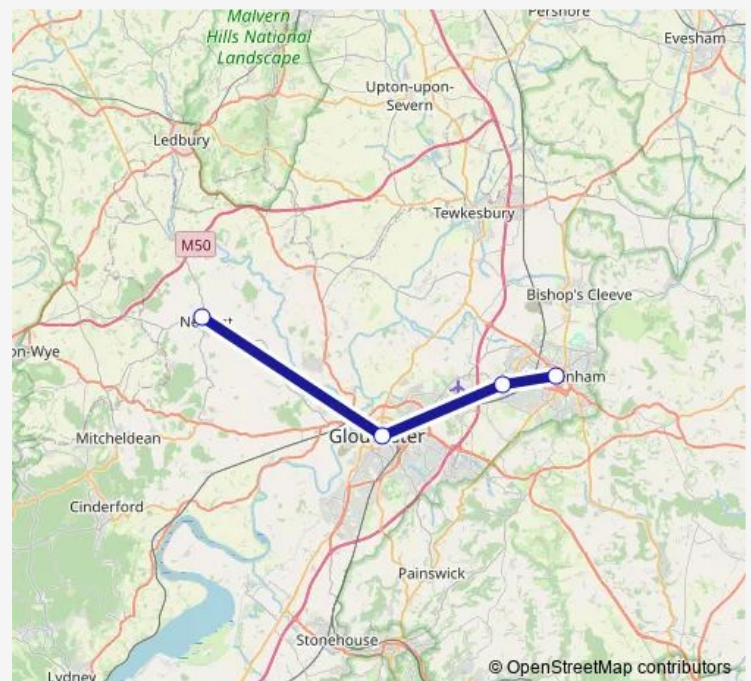 Malvern
Hills National
Landscape
Pershore
Evesham
Upton-upon-
Severn
Ledbury
Tewkesbury
M50
Bishop's Cleeve
on-Wye
Mitcheldean
Cinderford
Painswick
Stonehouse
Lydney
© OpenStreetMap contributors